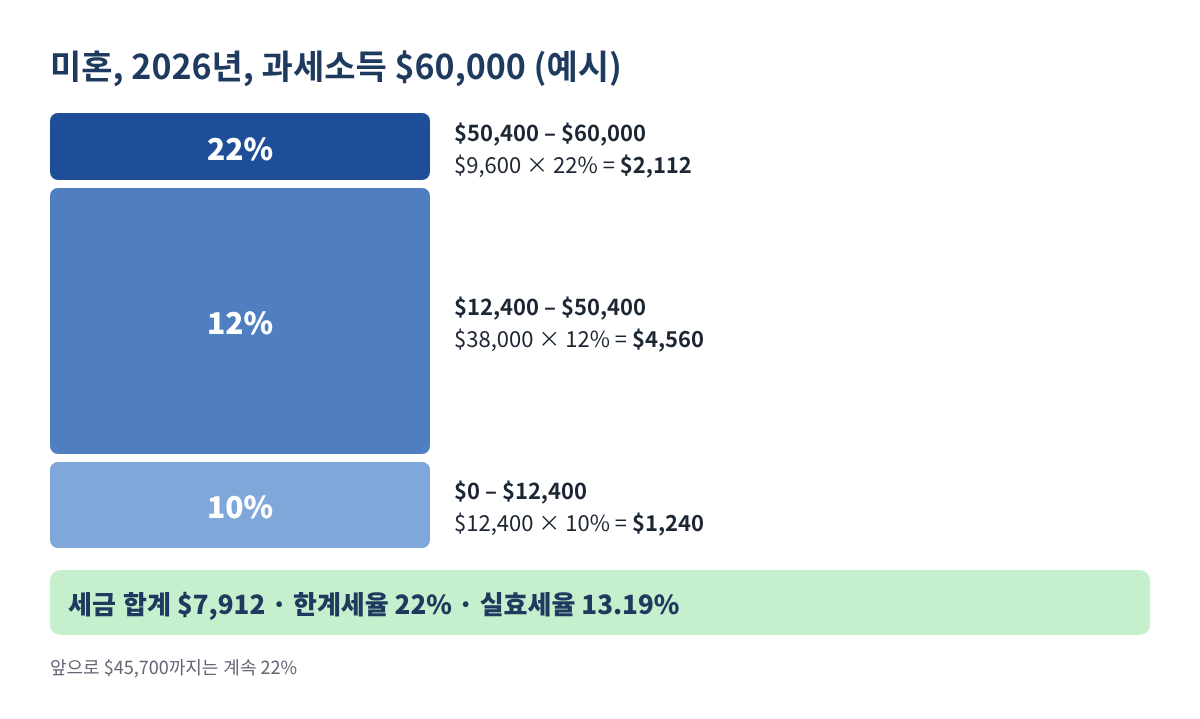 미혼, 2026년, 과세소득 $60,000 (예시)
22%
$50,400 – $60,000
$9,600 × 22% = $2,112
12%
$12,400 – $50,400
$38,000 × 12% = $4,560
10%
$0 – $12,400
$12,400 × 10% = $1,240
세금 합계 $7,912 · 한계세율 22% · 실효세율 13.19%
앞으로 $45,700까지는 계속 22%